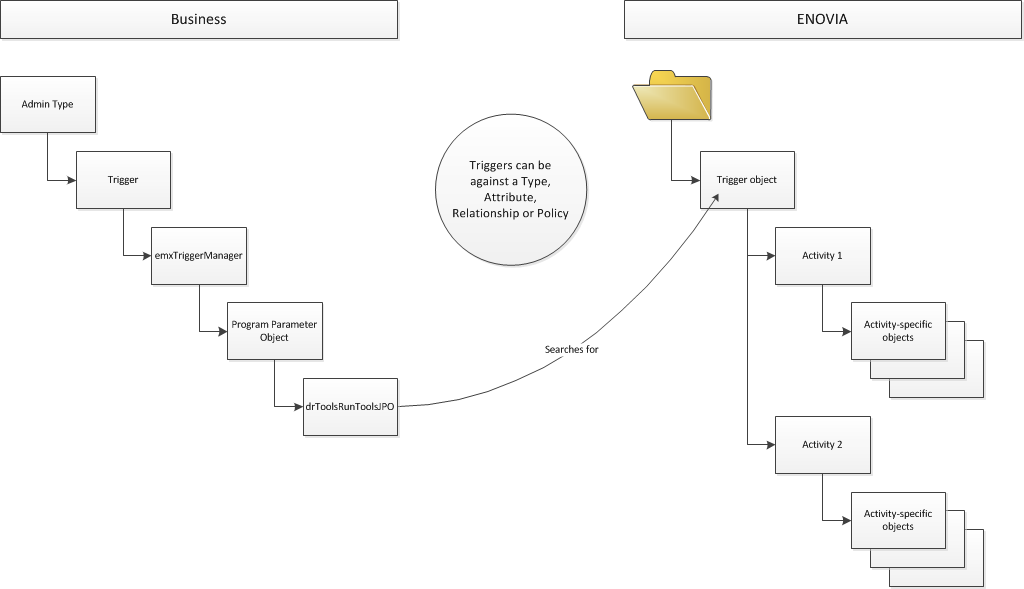 Business
ENOVIA
Admin Type
Trigger
emxTriggerManager
Program Parameter
Object
drToolsRunToolsJPO
Triggers can be
against a Type,
Attribute,
Relationship or Policy
Searches for
Trigger object
Activity 1
Activity-specific
objects
Activity 2
Activity-specific
objects